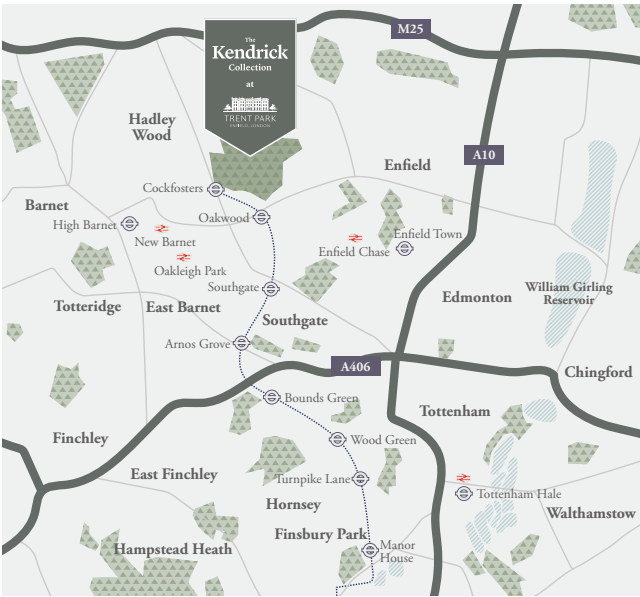 M25
The
Kendrick
Collection
at
TRENT PARK
ENFIELD, LONDON
Hadley
Wood
A10
Enfield
Cockfosters
Barnet
Oakwood
High Barnet
New Barnet
Enfield Town
Enfield Chase
Oakleigh Park
Southgate
William Girling
Reservoir
Edmonton
Totteridge
East Barnet
Southgate
Arnos Grove
A406
Chingford
Bounds Green
Tottenham
Finchley
Wood Green
East Finchley
Turnpike Lane
Tottenham Hale
Hornsey
Walthamstow
Finsbury Park
Hampstead Heath
Manor
House